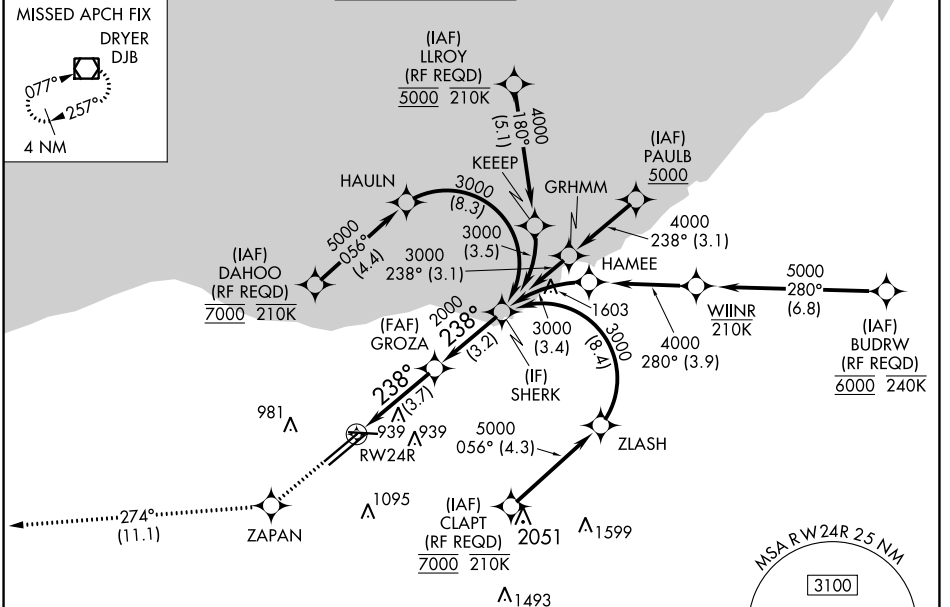 MISSED APCH FIX
DRYER
DJB
077°
257°
4 NM
(IAF)
LLROY
(RF REQD)
5000 210K
4000
180°
(5.1)
KEEEP
GRHMM
(IAF)
PAULB
5000
HAULN
3000
(8.3)
3000
(3.5)
4000
238° (3.1)
5000
056°
(4.4)
3000
238° (3.1)
HAMEE
(IAF)
DAHOO
(RF REQD)
7000 210K
5000
280°
(6.8)
WIINR
210K
1603
(FAF)
GROZA
2000
238°
(3.2)
3000
(3.4)
4000
280° (3.9)
(IAF)
BUDRW
(RF REQD)
6000 240K
(IF)
SHERK
3000
(8.4)
238°
(3.7)
981
939
939
RW24R
5000
056° (4.3)
ZLASH
274°
(11.1)
ZAPAN
1095
(IAF)
CLAPT
(RF REQD)
7000 210K
2051
1599
MSA RW24R 25 NM
3100
1493